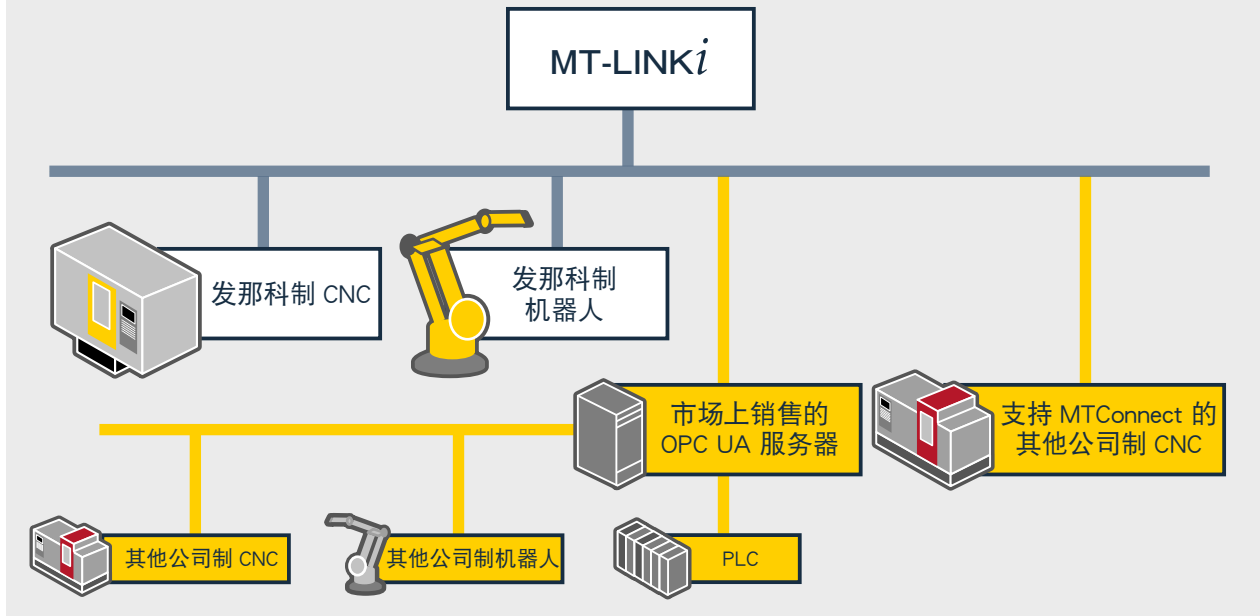 MT-LINKi
发那科制 CNC
发那科制
机器人
市场上销售的
OPC UA 服务器
支持 MTConnect 的
其他公司制 CNC
其他公司制 CNC
其他公司制机器人
PLC